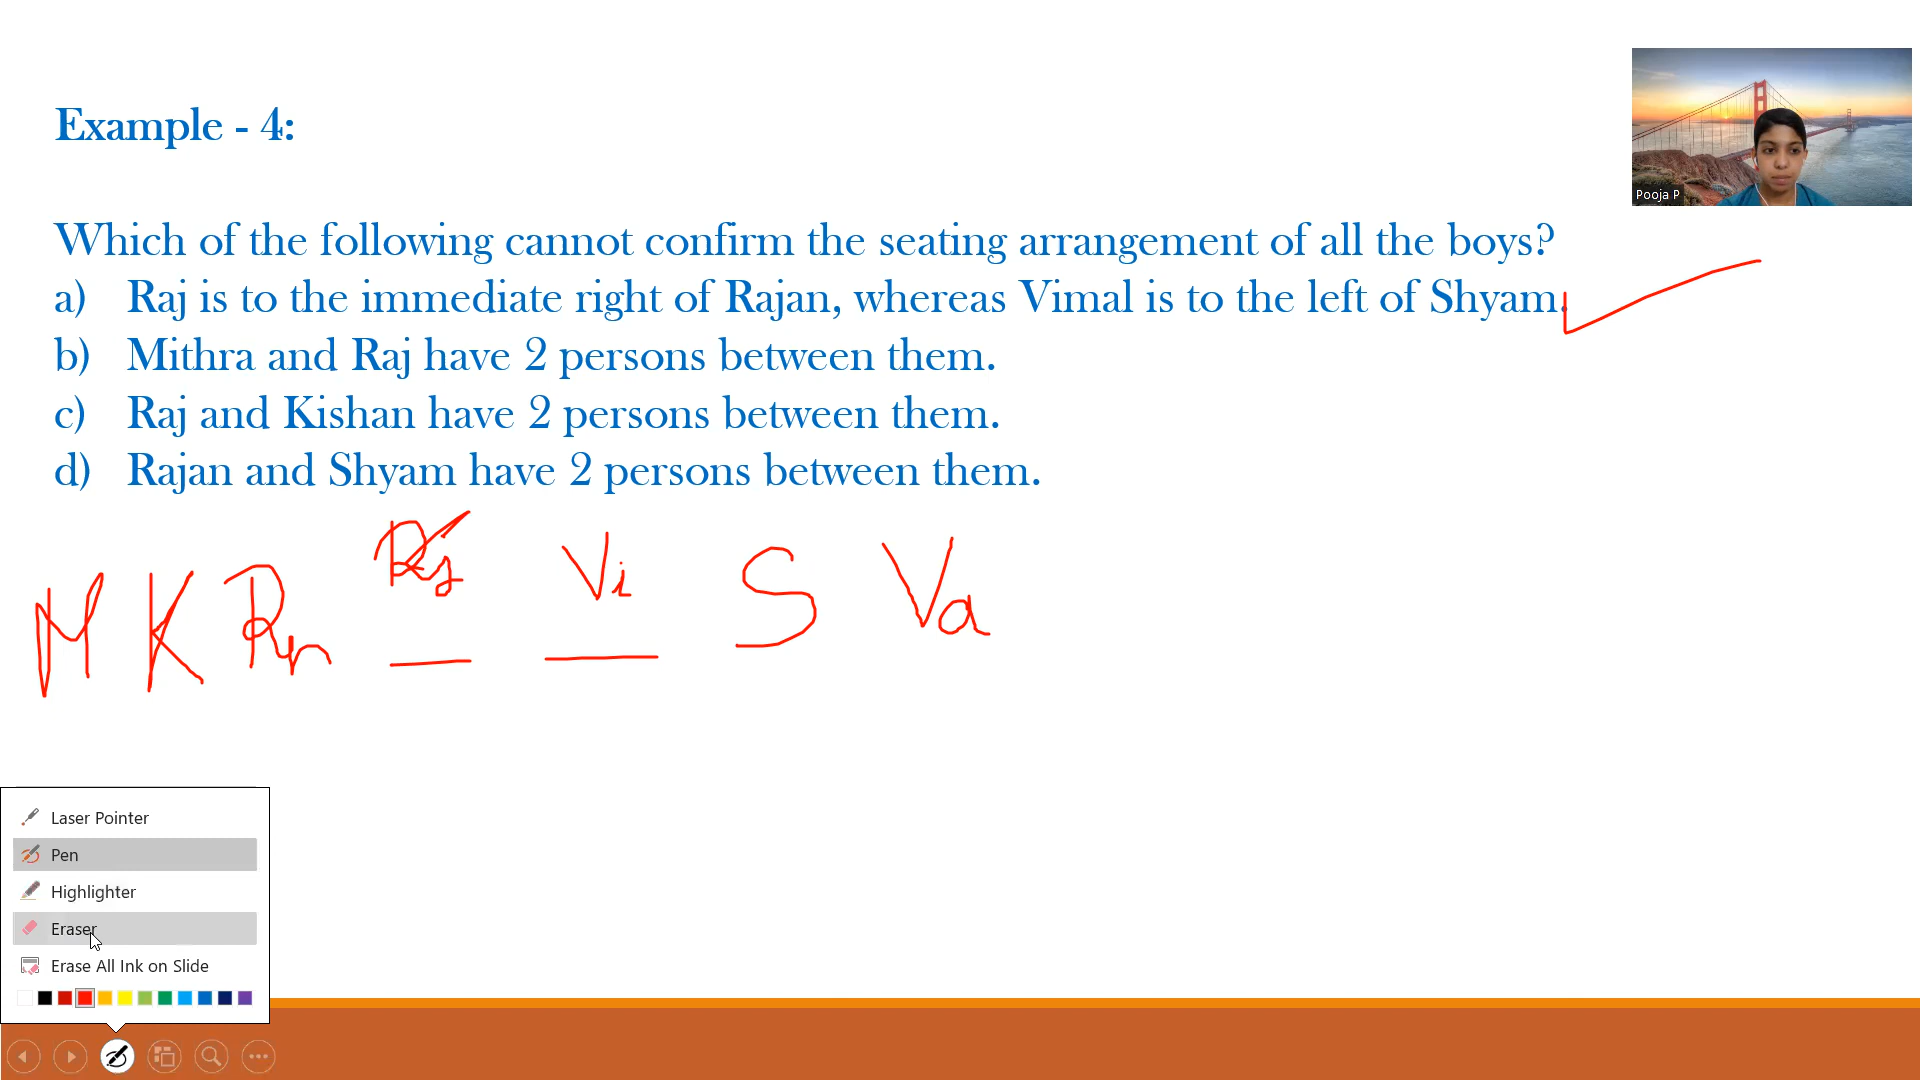 Example - 4:
Pooja P
Which of the following cannot confirm the seating arrangement of all the boys?
a) Raj is to the immediate right of Rajan, whereas Vimal is to the left of Shyam.
b) Mithra and Raj have 2 persons between them.
c) Raj and Kishan have 2 persons between them.
d) Rajan and Shyam have 2 persons between them.
M K Rn Rj Vi S Va
Laser Pointer
Pen
Highlighter
Eraser
Erase All Ink on Slide